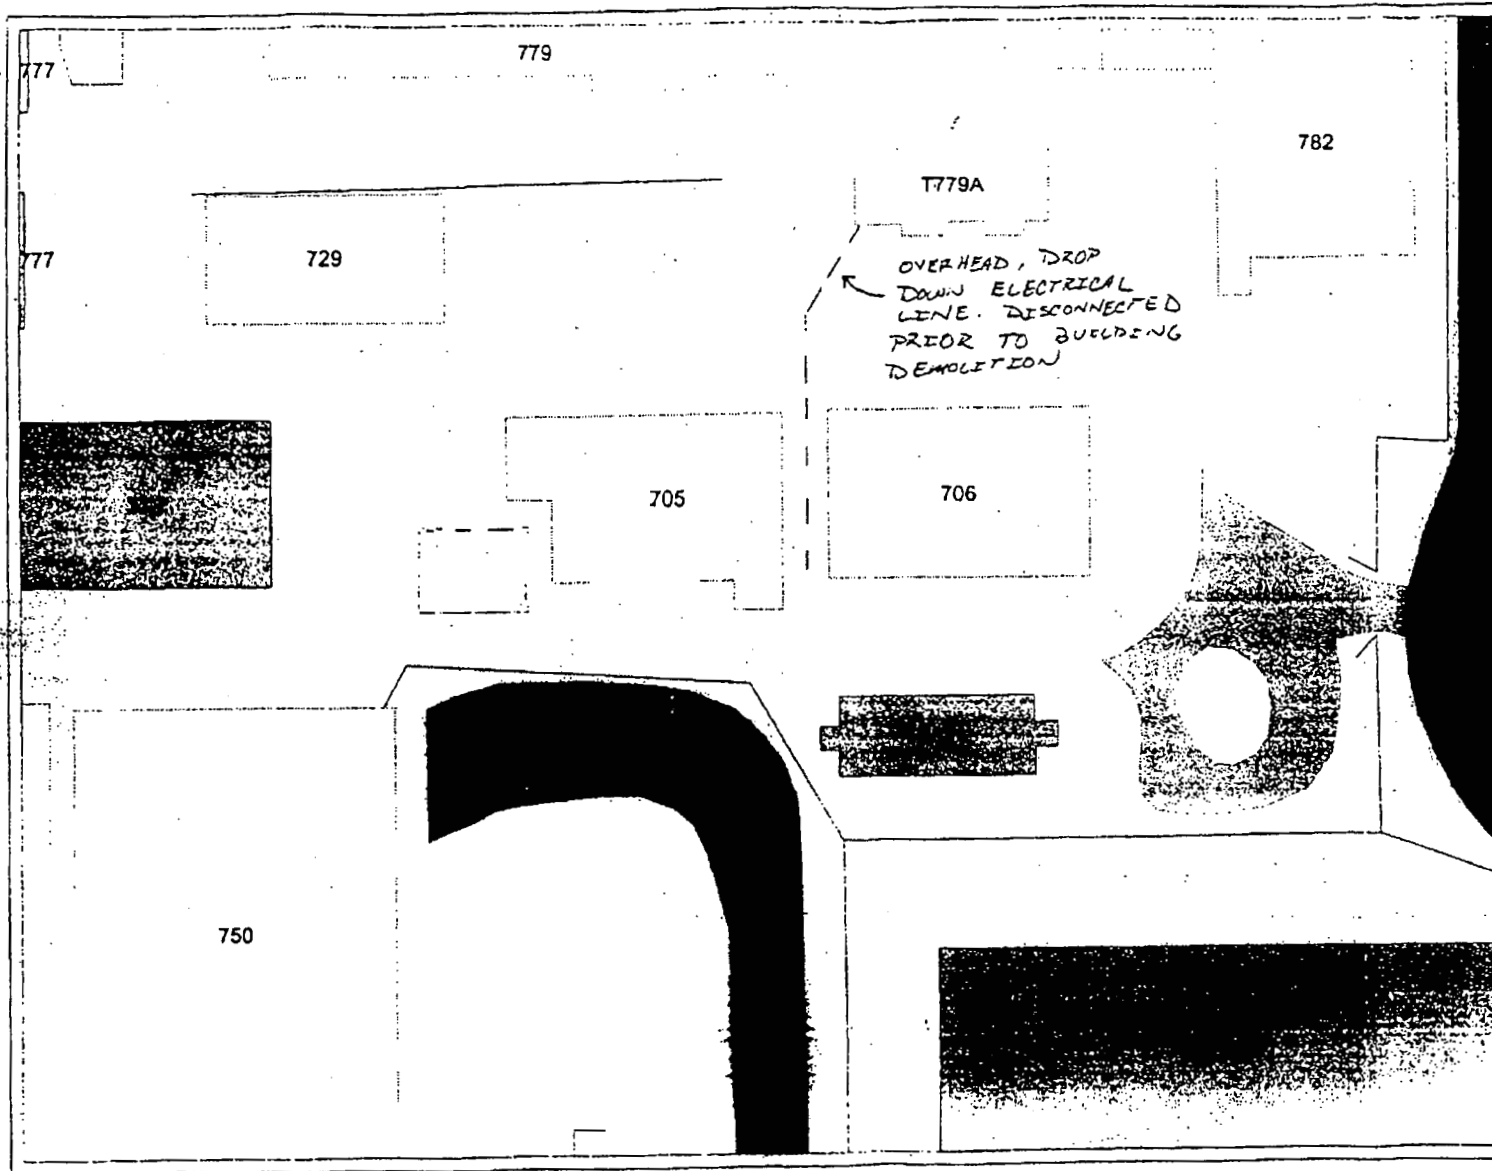 779
777
782
T779A
729
777
OVERHEAD, DROP
DOWN ELECTRICAL
LINE. DISCONNECTED
PRIOR TO BUILDING
DEMOLITION
705
706
750